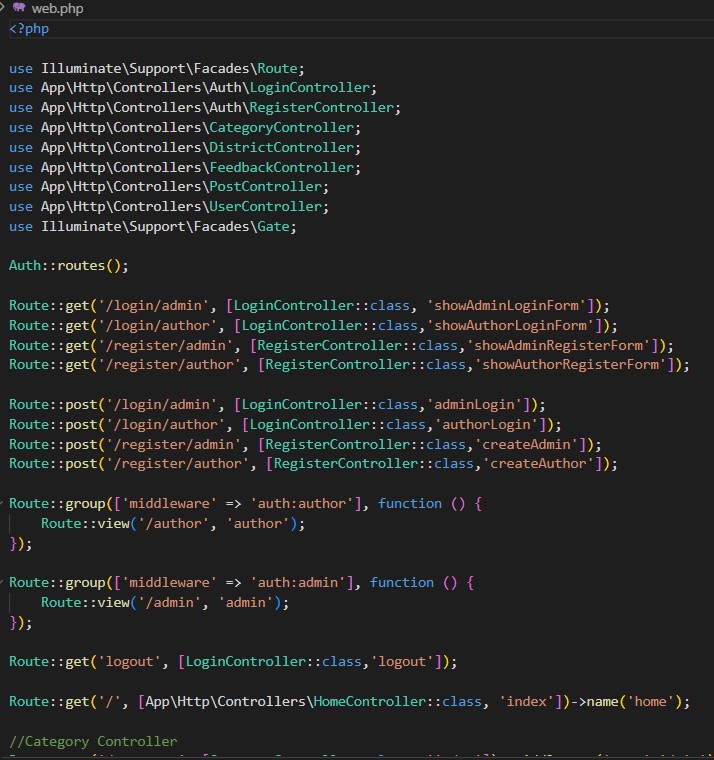 web.php
<?php
use Illuminate\Support\Facades\Route;
use App\Http\Controllers\Auth\LoginController;
use App\Http\Controllers\Auth\RegisterController;
use App\Http\Controllers\CategoryController;
use App\Http\Controllers\DistrictController;
use App\Http\Controllers\FeedbackController;
use App\Http\Controllers\PostController;
use App\Http\Controllers\UserController;
use Illuminate\Support\Facades\Gate;
Auth::routes();
Route::get('/login/admin', [LoginController::class, 'showAdminLoginForm']);
Route::get('/login/author', [LoginController::class,'showAuthorLoginForm']);
Route::get('/register/admin', [RegisterController::class,'showAdminRegisterForm']);
Route::get('/register/author', [RegisterController::class,'showAuthorRegisterForm']);
Route::post('/login/admin', [LoginController::class,'adminLogin']);
Route::post('/login/author', [LoginController::class,'authorLogin']);
Route::post('/register/admin', [RegisterController::class,'createAdmin']);
Route::post('/register/author', [RegisterController::class,'createAuthor']);
Route::group(['middleware' => 'auth:author'], function () {
    Route::view('/author', 'author');
});
Route::group(['middleware' => 'auth:admin'], function () {
    Route::view('/admin', 'admin');
});
Route::get('logout', [LoginController::class,'logout']);
Route::get('/', [App\Http\Controllers\HomeController::class, 'index'])->name('home');
//Category Controller